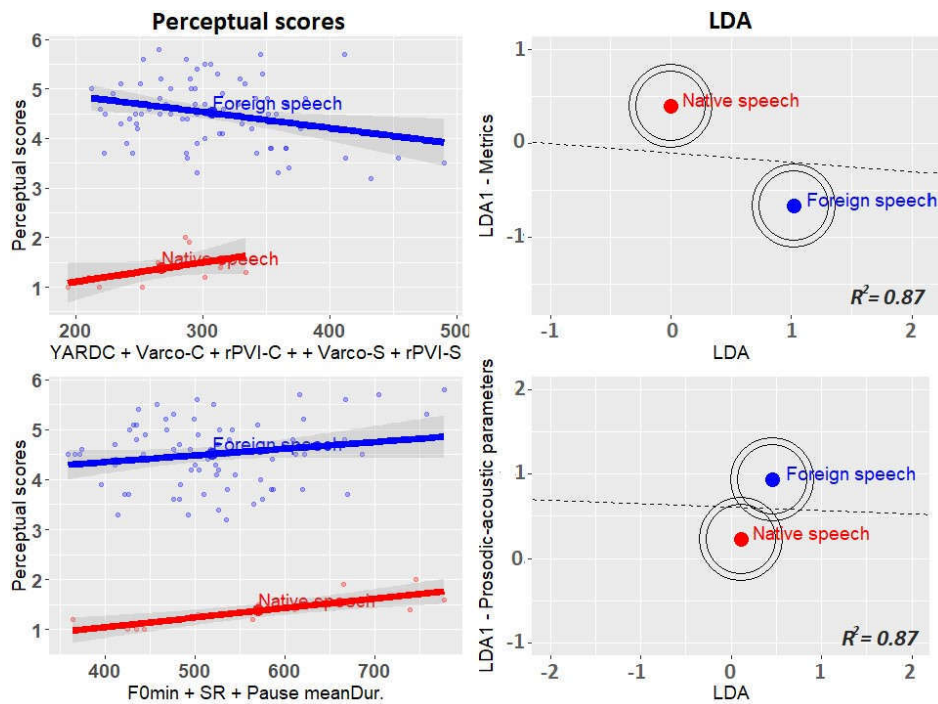 Perceptual scores
LDA
Perceptual scores
6
5
4
3
2
1
Foreign speech
Native speech
200
300
400
500
YARDC + Varco-C + rPVI-C + + Varco-S + rPVI-S
LDA1 - Metrics
1
0
-1
Native speech
Foreign speech
R²= 0.87
-1
0
1
2
LDA
Perceptual scores
6
5
4
3
2
1
Foreign speech
Native speech
400
500
600
700
F0min + SR + Pause meanDur.
LDA1 - Prosodic-acoustic parameters
2
1
0
-1
Foreign speech
Native speech
R²= 0.87
-2
-1
0
1
2
LDA